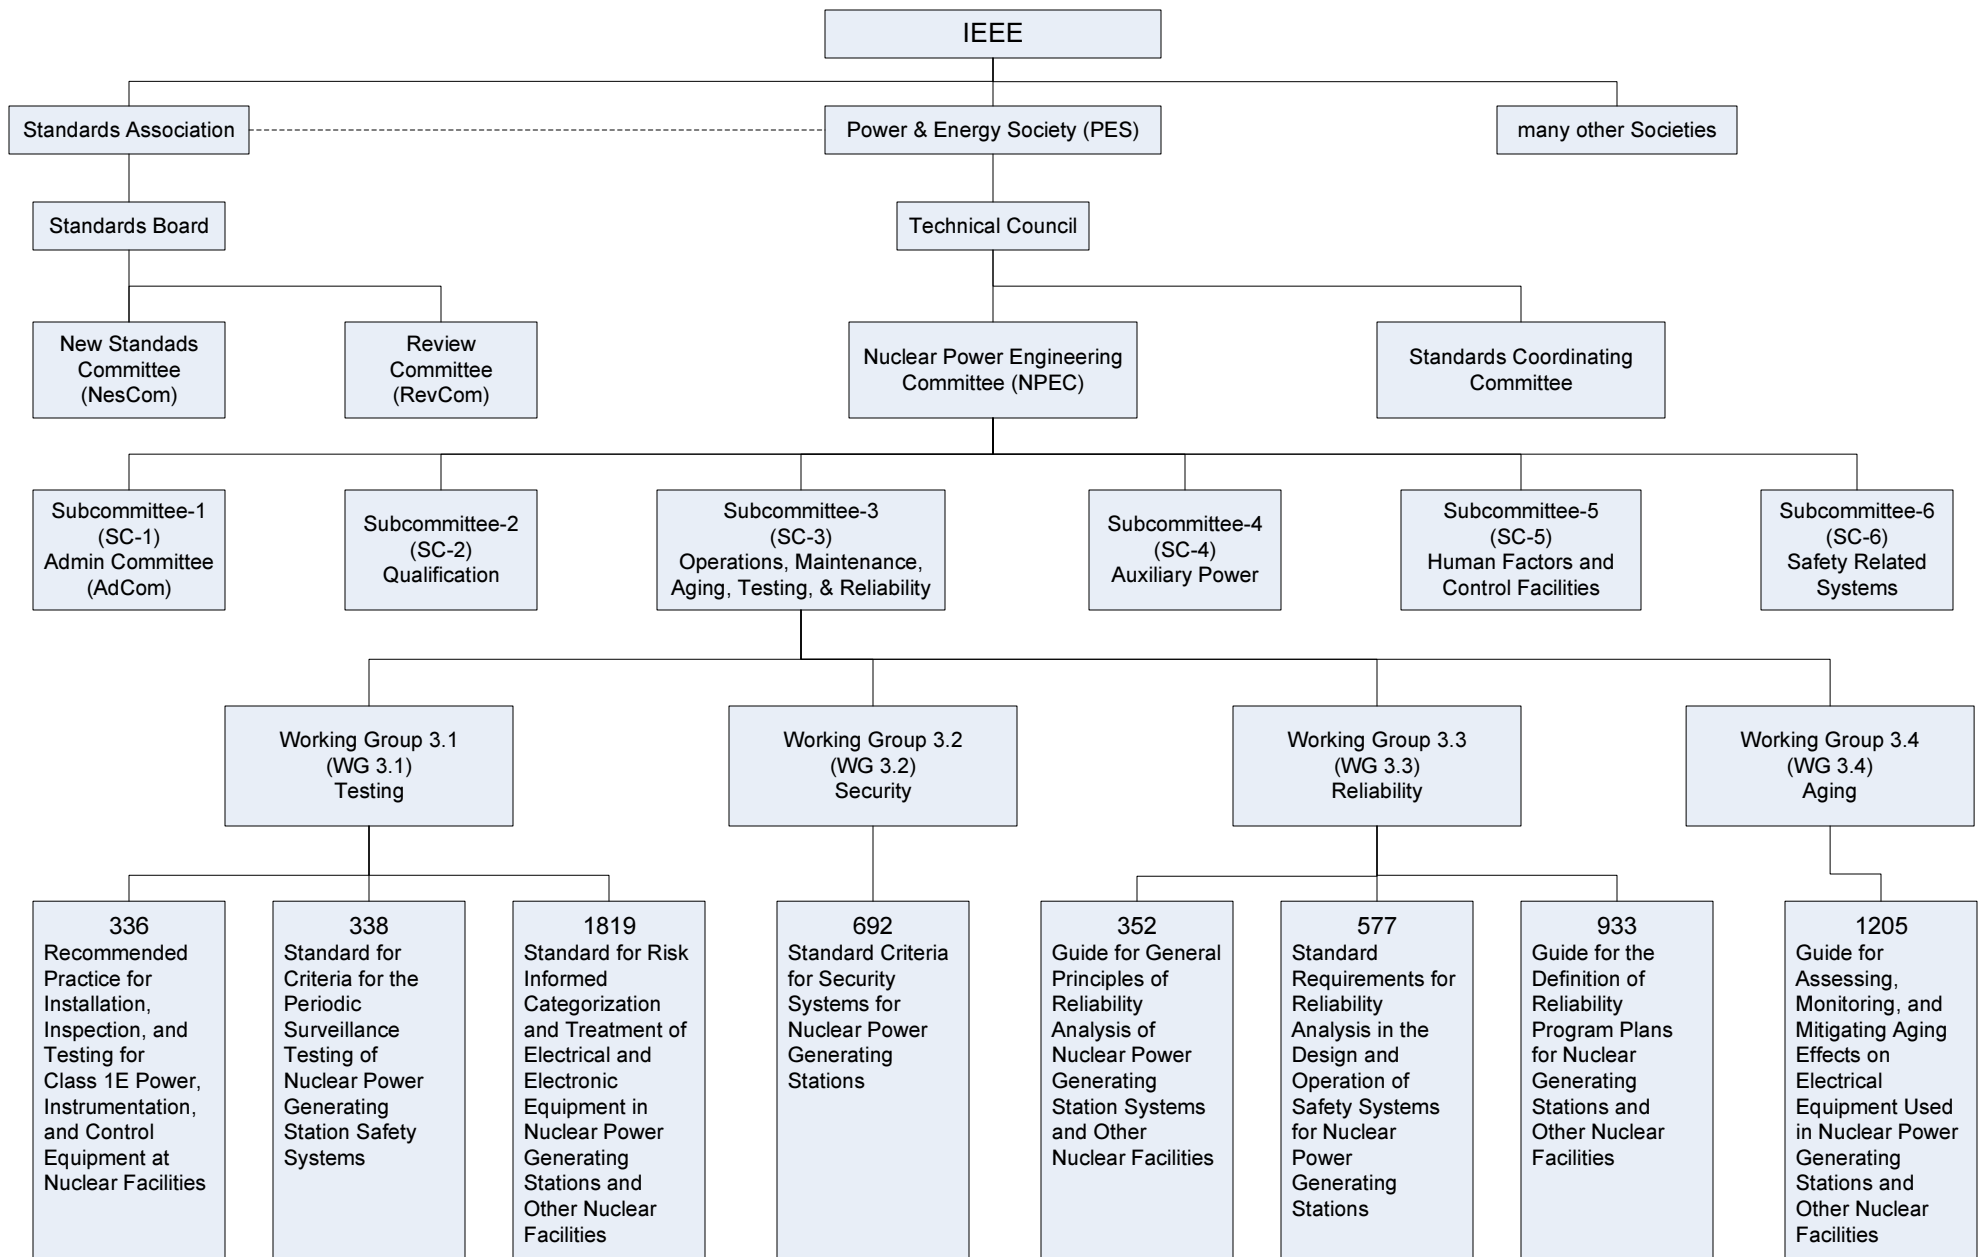 IEEE
Standards Association
Power & Energy Society (PES)
many other Societies
Standards Board
Technical Council
New Standads
Committee
(NesCom)
Review
Committee
(RevCom)
Nuclear Power Engineering
Committee (NPEC)
Standards Coordinating
Committee
Subcommittee-1
(SC-1)
Admin Committee
(AdCom)
Subcommittee-2
(SC-2)
Qualification
Subcommittee-3
(SC-3)
Operations, Maintenance,
Aging, Testing, & Reliability
Subcommittee-4
(SC-4)
Auxiliary Power
Subcommittee-5
(SC-5)
Human Factors and
Control Facilities
Subcommittee-6
(SC-6)
Safety Related
Systems
Working Group 3.1
(WG 3.1)
Testing
Working Group 3.2
(WG 3.2)
Security
Working Group 3.3
(WG 3.3)
Reliability
Working Group 3.4
(WG 3.4)
Aging
336
Recommended
Practice for
Installation,
Inspection, and
Testing for
Class 1E Power,
Instrumentation,
and Control
Equipment at
Nuclear Facilities
338
Standard for
Criteria for the
Periodic
Surveillance
Testing of
Nuclear Power
Generating
Station Safety
Systems
1819
Standard for Risk
Informed
Categorization
and Treatment of
Electrical and
Electronic
Equipment in
Nuclear Power
Generating
Stations and
Other Nuclear
Facilities
692
Standard Criteria
for Security
Systems for
Nuclear Power
Generating
Stations
352
Guide for General
Principles of
Reliability
Analysis of
Nuclear Power
Generating
Station Systems
and Other
Nuclear Facilities
577
Standard
Requirements for
Reliability
Analysis in the
Design and
Operation of
Safety Systems
for Nuclear
Power
Generating
Stations
933
Guide for the
Definition of
Reliability
Program Plans
for Nuclear
Generating
Stations and
Other Nuclear
Facilities
1205
Guide for
Assessing,
Monitoring, and
Mitigating Aging
Effects on
Electrical
Equipment Used
in Nuclear Power
Generating
Stations and
Other Nuclear
Facilities